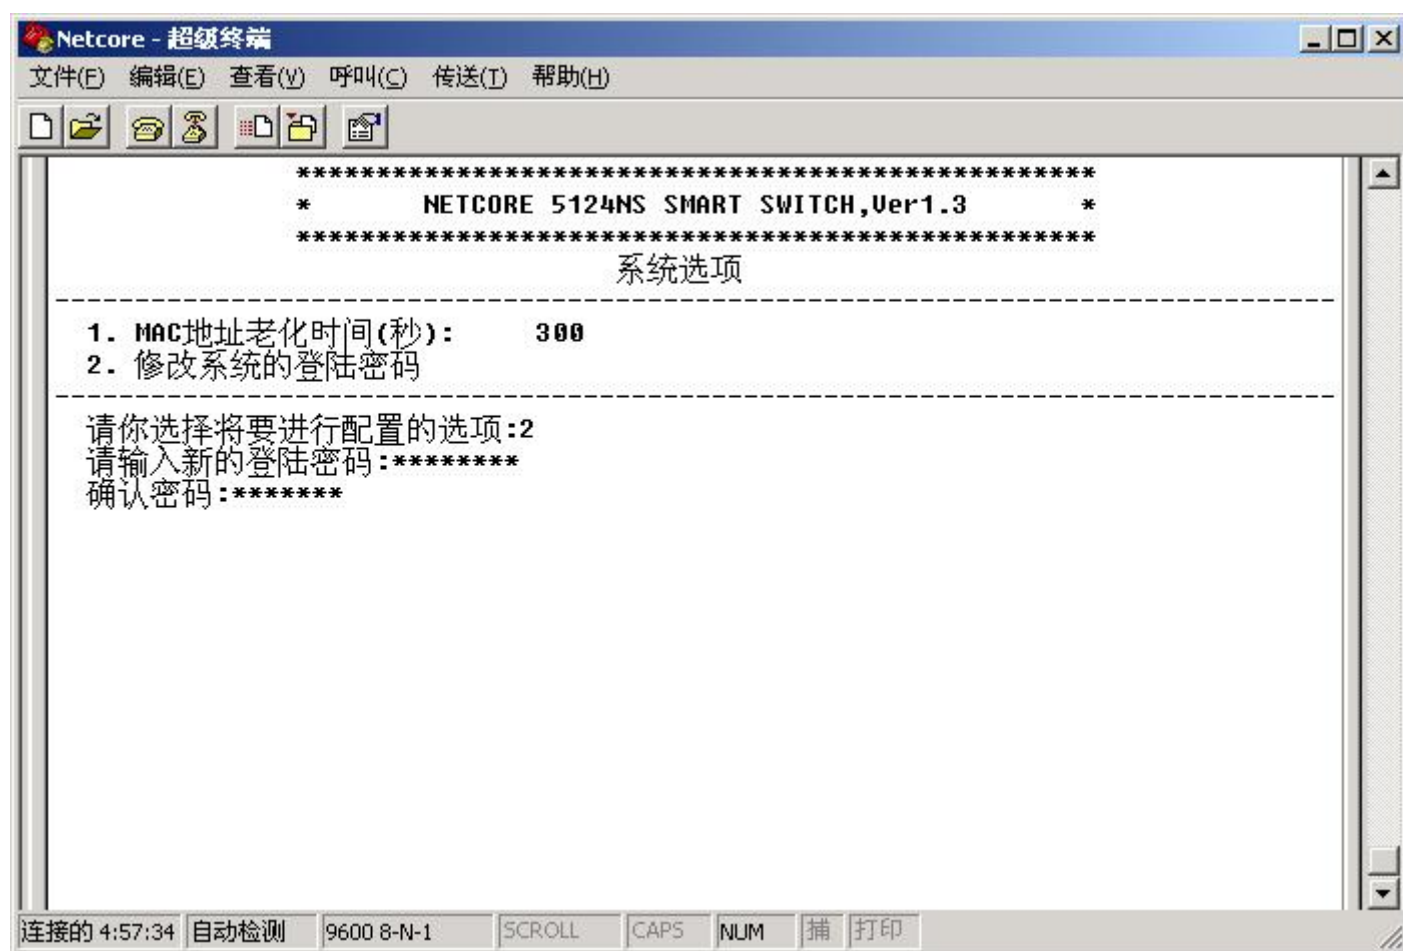 Netcore - 超级终端
文件(F) 编辑(E) 查看(V) 呼叫(C) 传送(T) 帮助(H)
**************************************************
* NETCORE 5124NS SMART SWITCH,Ver1.3 *
**************************************************
系统选项
--------------------------------------------------------------------------------
1. MAC地址老化时间(秒): 300
2. 修改系统的登陆密码
--------------------------------------------------------------------------------
请你选择将要进行配置的选项:2
请输入新的登陆密码:********
确认密码:*******
连接的 4:57:34 自动检测 9600 8-N-1 SCROLL CAPS NUM 捕 打印